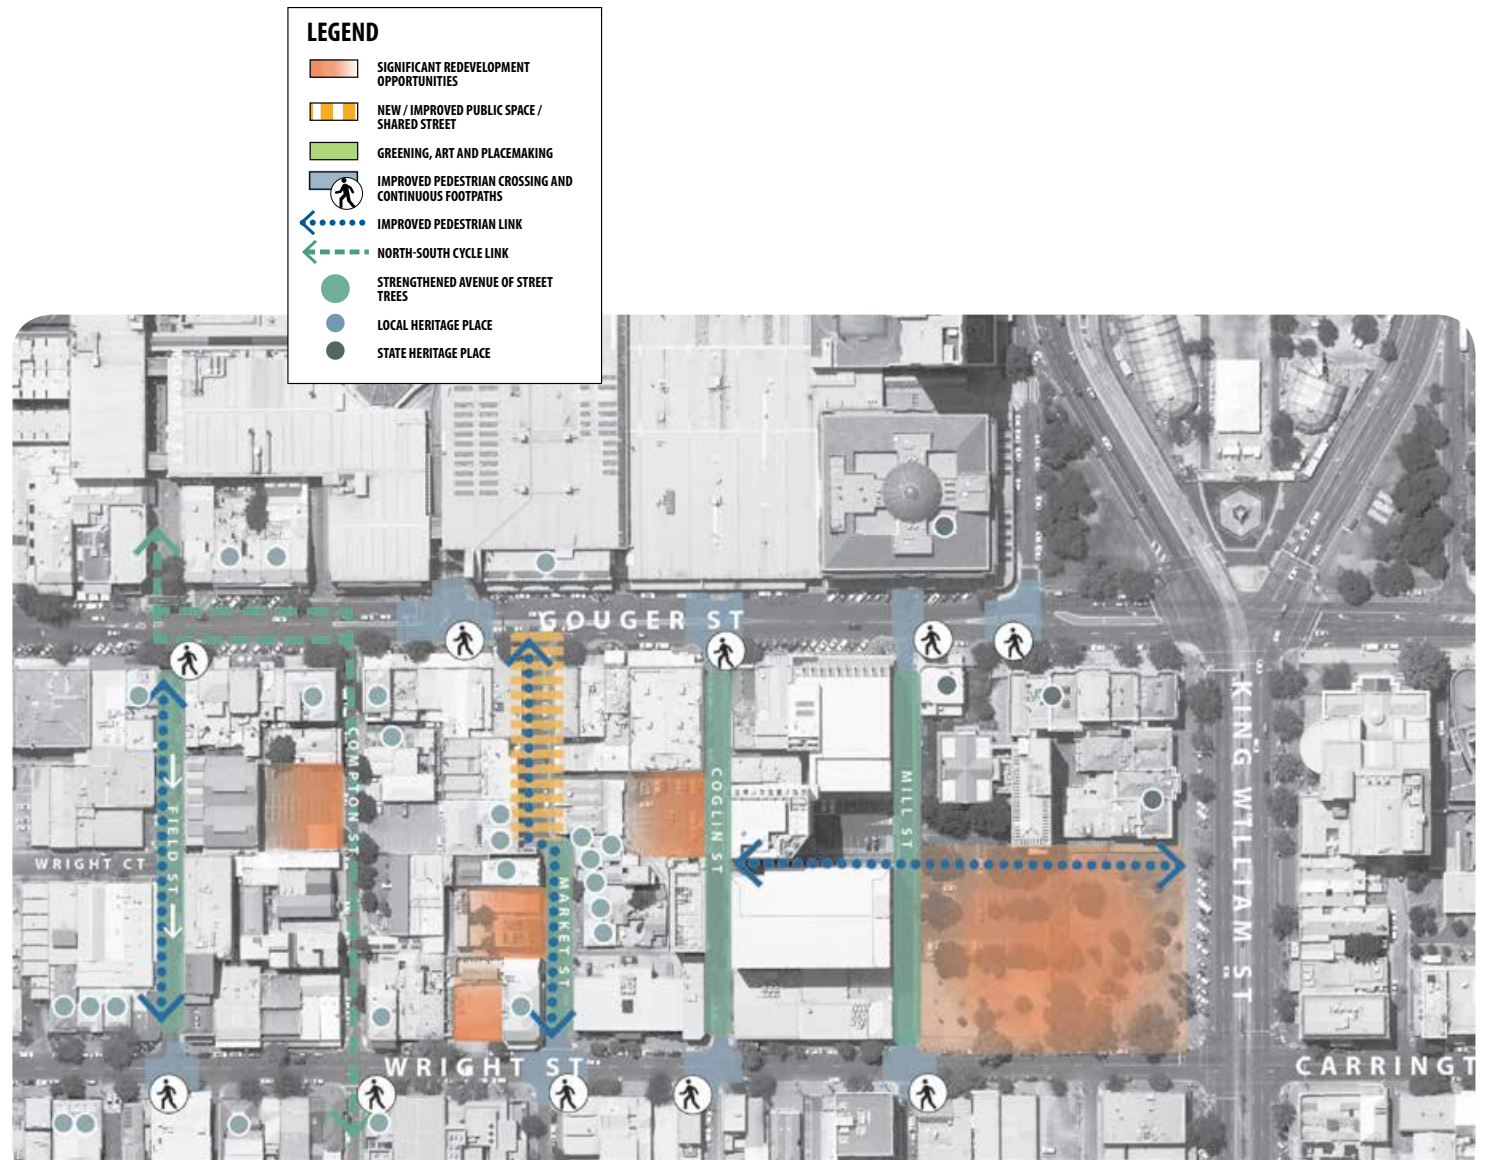 LEGEND
SIGNIFICANT REDEVELOPMENT
OPPORTUNITIES
NEW / IMPROVED PUBLIC SPACE /
SHARED STREET
GREENING, ART AND PLACEMAKING
IMPROVED PEDESTRIAN CROSSING AND
CONTINUOUS FOOTPATHS
IMPROVED PEDESTRIAN LINK
NORTH-SOUTH CYCLE LINK
STRENGTHENED AVENUE OF STREET
TREES
LOCAL HERITAGE PLACE
STATE HERITAGE PLACE
GOUGER ST
WRIGHT CT
FIELD ST
COMPTON ST
MARKET ST
COGLIN ST
MILL ST
KING WILLIAM ST
WRIGHT ST
CARRINGT